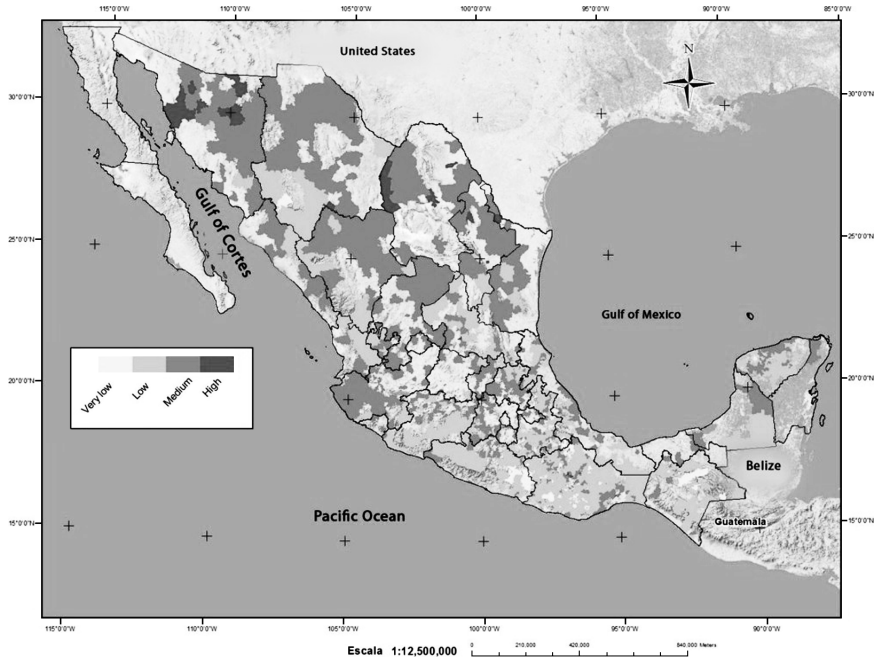 115°0'0"W 110°0'0"W 105°0'0"W 100°0'0"W 95°0'0"W 90°0'0"W 85°0'0"W
N
United States
30°0'0"N 30°0'0"N
Gulf of Cortes
25°0'0"N 25°0'0"N
Gulf of Mexico
20°0'0"N 20°0'0"N
Very low Low Medium High
Belize
Pacific Ocean
Guatemala
15°0'0"N 15°0'0"N
115°0'0"W 110°0'0"W 105°0'0"W 100°0'0"W 95°0'0"W 90°0'0"W
Escala 1:12,500,000
0 210,000 420,000 840,000 Meters